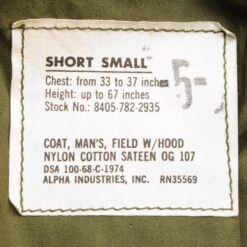 SHORT SMALL
Chest: from 33 to 37 inches
Height: up to 67 inches
Stock No.: 8405-782-2935
5-
COAT, MAN'S, FIELD W/HOOD
NYLON COTTON SATEEN OG 107
DSA 100-68-C-1974
ALPHA INDUSTRIES, INC. RN35569